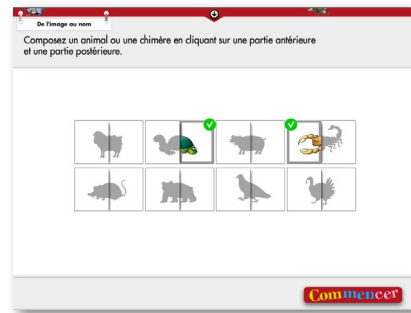 De l'image au nom
Composez un animal ou une chimère en cliquant sur une partie antérieure
et une partie postérieure.
Commencer